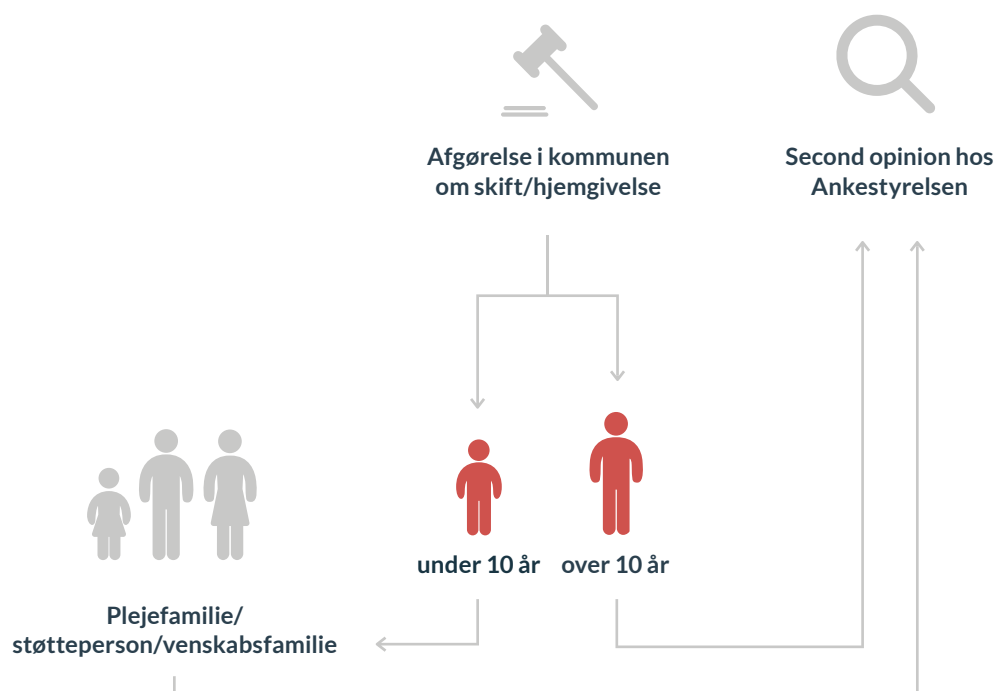 Afgørelse i kommunen
om skift/hjemgivelse
Second opinion hos
Ankestyrelsen
under 10 år
over 10 år
Plejefamilie/
støtteperson/venskabsfamilie